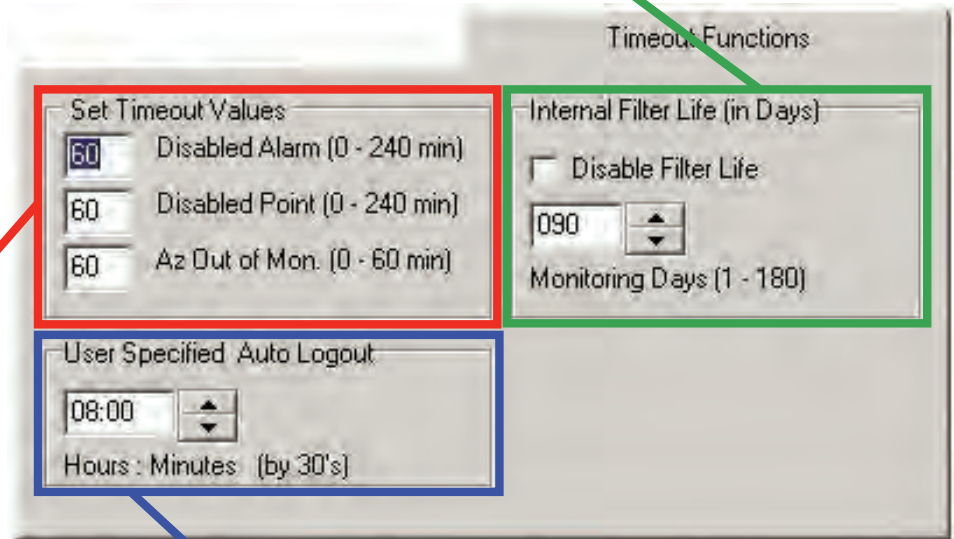 Timeout Functions
Set Timeout Values
60 Disabled Alarm (0 - 240 min)
60 Disabled Point (0 - 240 min)
60 Az Out of Mon. (0 - 60 min)
Internal Filter Life (in Days)
Disable Filter Life
090
Monitoring Days (1 - 180)
User Specified Auto Logout
08:00
Hours : Minutes (by 30's)